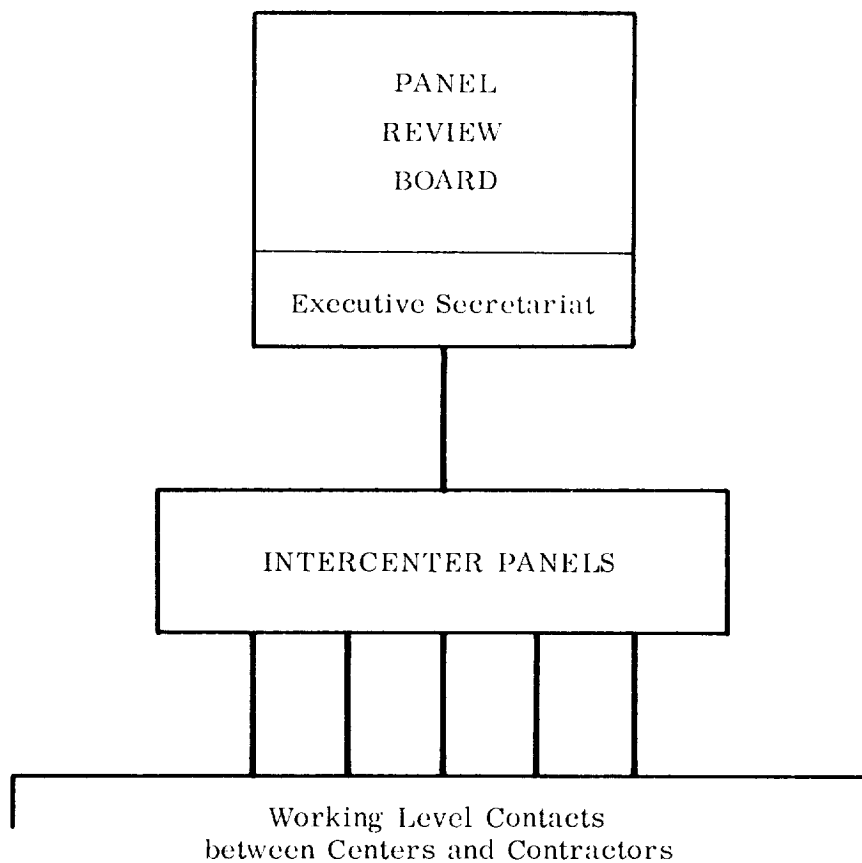 PANEL
REVIEW
BOARD
Executive Secretariat
INTERCENTER PANELS
Working Level Contacts
between Centers and Contractors